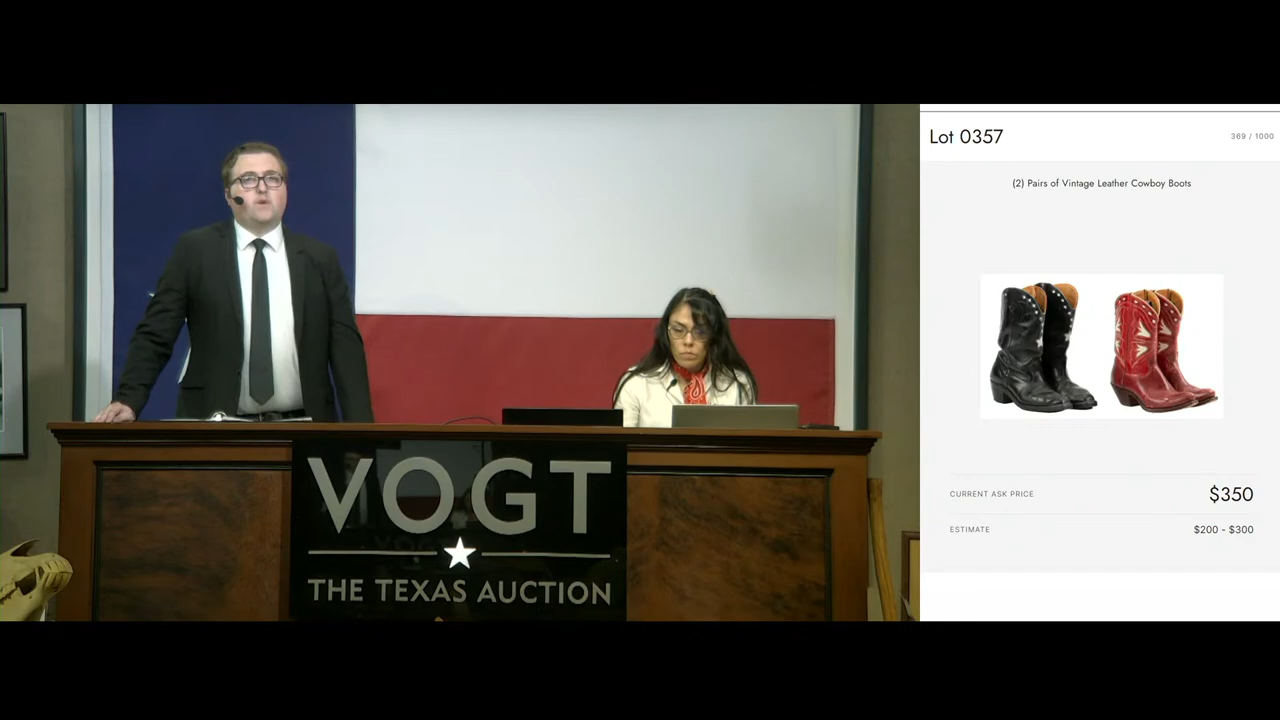 VOGT
THE TEXAS AUCTION
Lot 0357
369 / 1000
(2) Pairs of Vintage Leather Cowboy Boots
CURRENT ASK PRICE
$350
ESTIMATE
$200 - $300